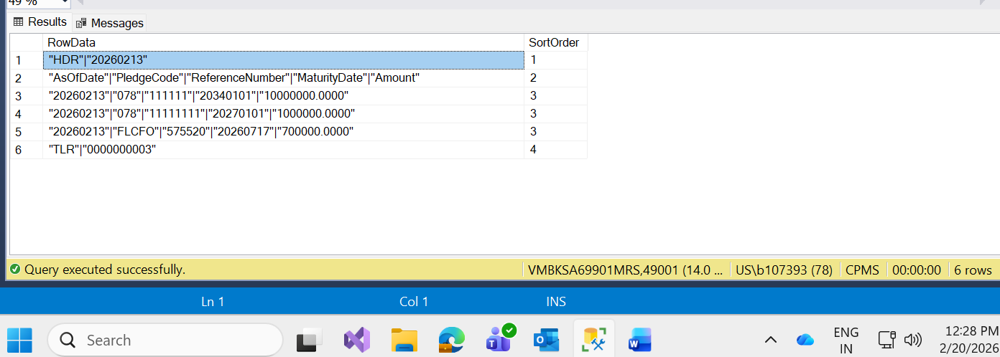 49 %
Results Messages
RowData SortOrder
1 "HDR"|"20260213" 1
2 "AsOfDate"|"PledgeCode"|"ReferenceNumber"|"MaturityDate"|"Amount" 2
3 "20260213"|"078"|"111111"|"20340101"|"10000000.0000" 3
4 "20260213"|"078"|"11111111"|"20270101"|"1000000.0000" 3
5 "20260213"|"FLCFO"|"575520"|"20260717"|"700000.0000" 3
6 "TLR"|"0000000003" 4
Query executed successfully. VMBKSA69901MRS,49001 (14.0 ... US\b107393 (78) CPMS 00:00:00 6 rows
Ln 1 Col 1 INS
Search ENG 12:28 PM
IN 2/20/2026